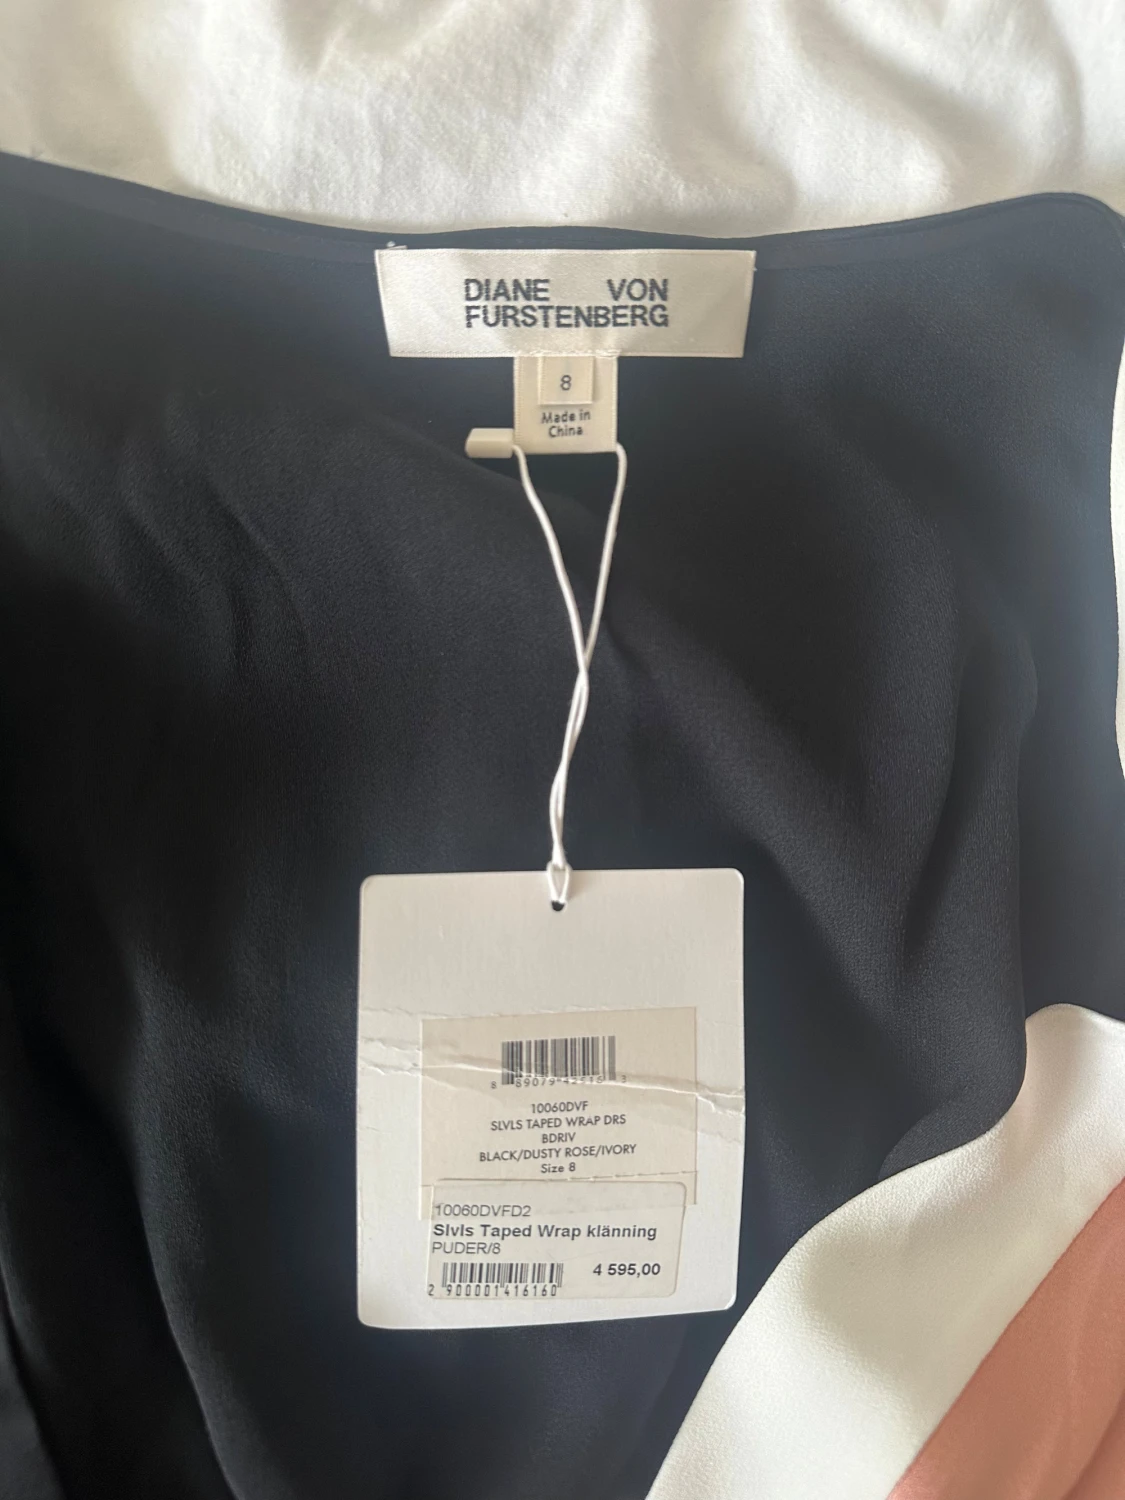 DIANE VON
FURSTENBERG
8
Made in
China
10060DVF
SLVLS TAPED WRAP DRS
BDRIV
BLACK/DUSTY ROSE/IVORY
Size 8
10060DVFD2
Slvls Taped Wrap klänning
PUDER/8
4 595,00
2 900001 416160